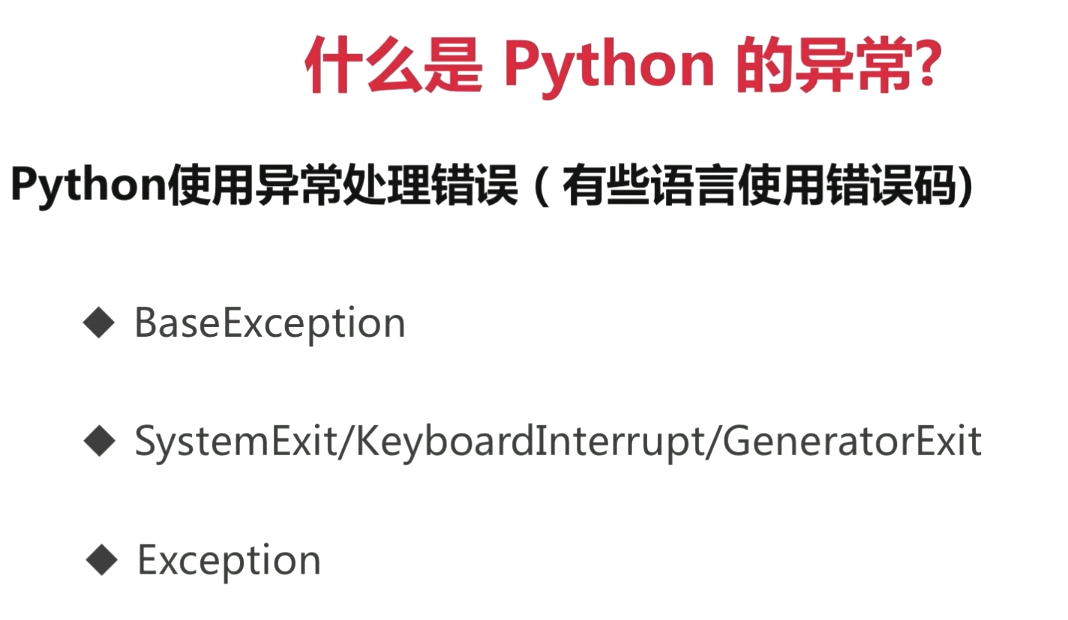 什么是 Python 的异常?
Python使用异常处理错误（有些语言使用错误码)
◆ BaseException
◆ SystemExit/KeyboardInterrupt/GeneratorExit
◆ Exception